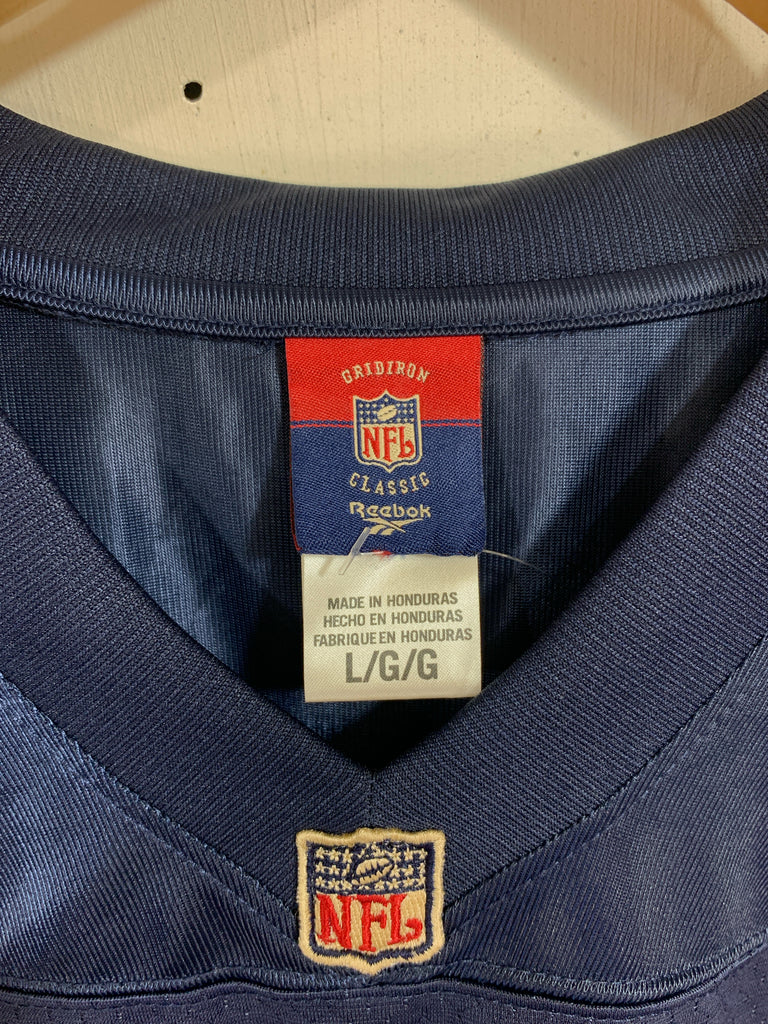 GRIDIRON
NFL
CLASSIC
Reebok
MADE IN HONDURAS
HECHO EN HONDURAS
FABRIQUE EN HONDURAS
L/G/G
NFL